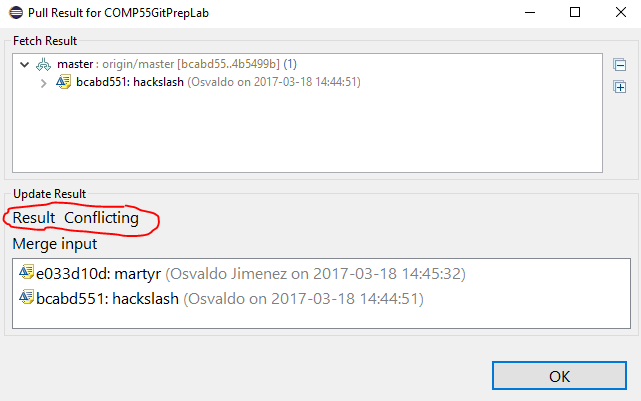 Pull Result for COMP55GitPrepLab
Fetch Result
master : origin/master [bcabd55..4b5499b] (1)
bcabd551: hackslash (Osvaldo on 2017-03-18 14:44:51)
Update Result
Result Conflicting
Merge input
e033d10d: martyr (Osvaldo Jimenez on 2017-03-18 14:45:32)
bcabd551: hackslash (Osvaldo on 2017-03-18 14:44:51)
OK